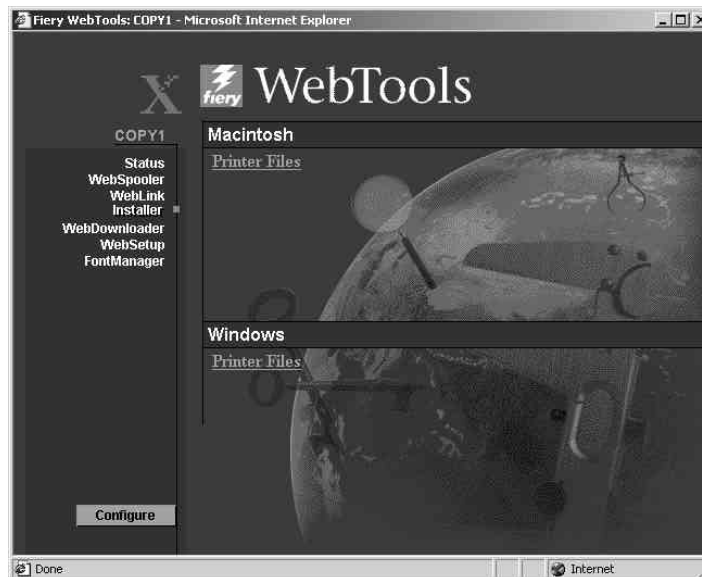 Fiery WebTools: COPY1 - Microsoft Internet Explorer
X
fiery
WebTools
COPY1
Status
WebSpooler
WebLink
Installer
WebDownloader
WebSetup
FontManager
Configure
Macintosh
Printer Files
Windows
Printer Files
Done
Internet